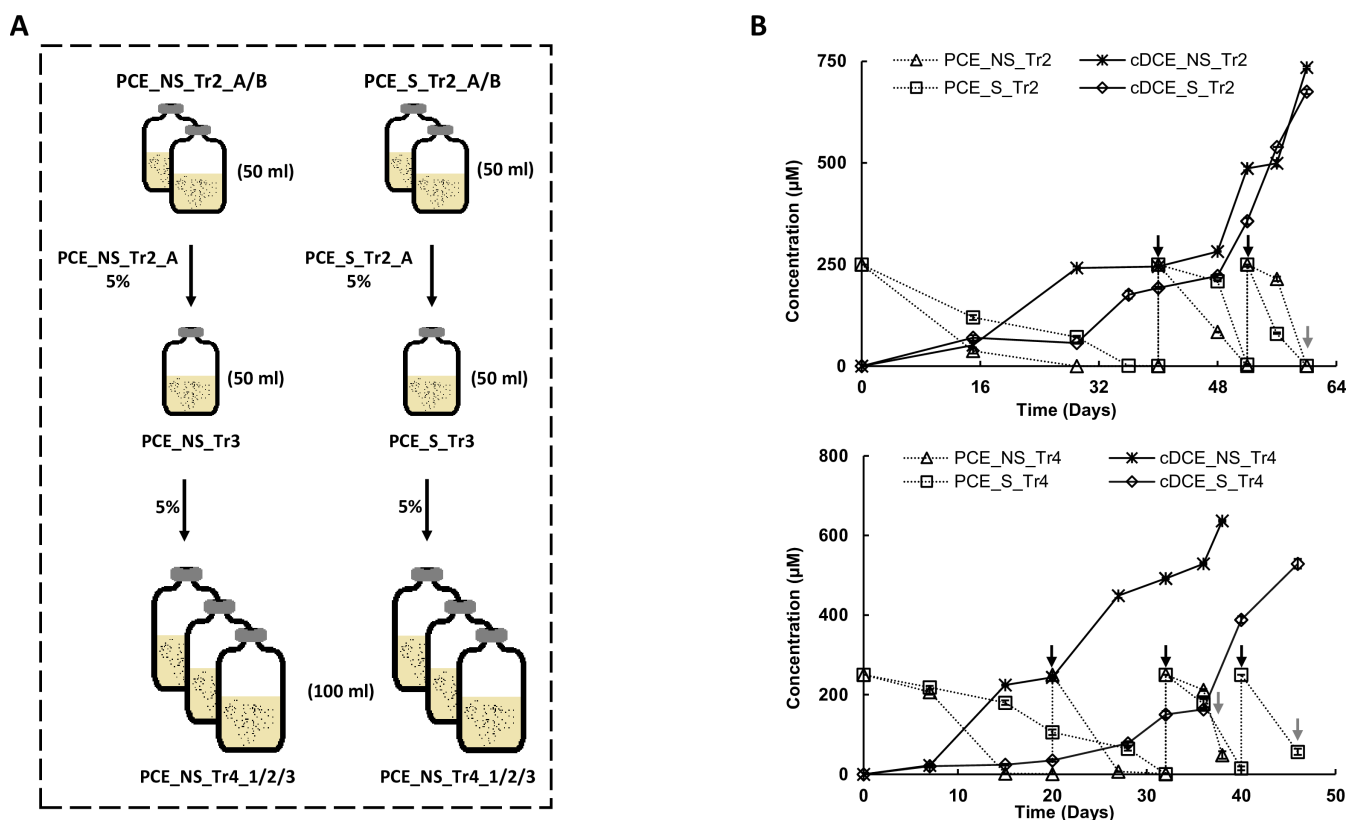 A
PCE_NS_Tr2_A/B
PCE_S_Tr2_A/B
(50 ml)
(50 ml)
PCE_NS_Tr2_A
5%
PCE_S_Tr2_A
5%
(50 ml)
(50 ml)
PCE_NS_Tr3
PCE_S_Tr3
5%
5%
(100 ml)
PCE_NS_Tr4_1/2/3
PCE_NS_Tr4_1/2/3
B
PCE_NS_Tr2
cDCE_NS_Tr2
PCE_S_Tr2
cDCE_S_Tr2
Concentration (µM)
750
500
250
0
0
16
32
48
64
Time (Days)
PCE_NS_Tr4
cDCE_NS_Tr4
PCE_S_Tr4
cDCE_S_Tr4
Concentration (µM)
800
600
400
200
0
0
10
20
30
40
50
Time (Days)